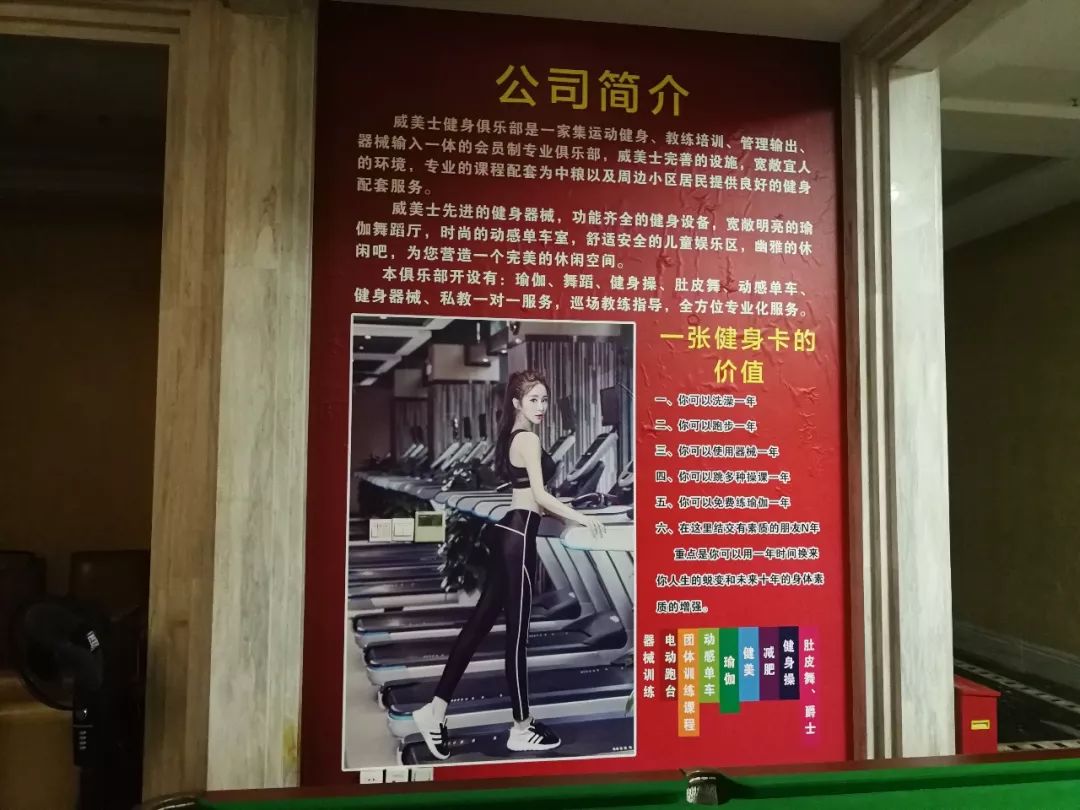 公司简介
威美士健身俱乐部是一家集运动健身、教练培训、管理输出、
器械输入一体的会员制专业俱乐部，威美士完善的设施，宽敞宜人
的环境，专业的课程配套为中粮以及周边小区居民提供良好的健身
配套服务。
威美士先进的健身器械，功能齐全的健身设备，宽敞明亮的瑜
伽舞蹈厅，时尚的动感单车室，舒适安全的儿童娱乐区，幽雅的休
闲吧，为您营造一个完美的休闲空间。
本俱乐部开设有：瑜伽、舞蹈、健身操、肚皮舞、动感单车、
健身器械、私教一对一服务，巡场教练指导，全方位专业化服务。
一张健身卡的
价值
一、你可以洗澡一年
二、你可以跑步一年
三、你可以使用器械一年
四、你可以跳多种操课一年
五、你可以免费练瑜伽一年
六、在这里结交有素质的朋友N年
重点是你可以用一年时间换来
你人生的蜕变和未来十年的身体素
质的增强。
器械训练
电动跑台
团体训练课程
动感单车
瑜伽
健美
减肥
健身操
肚皮舞、爵士